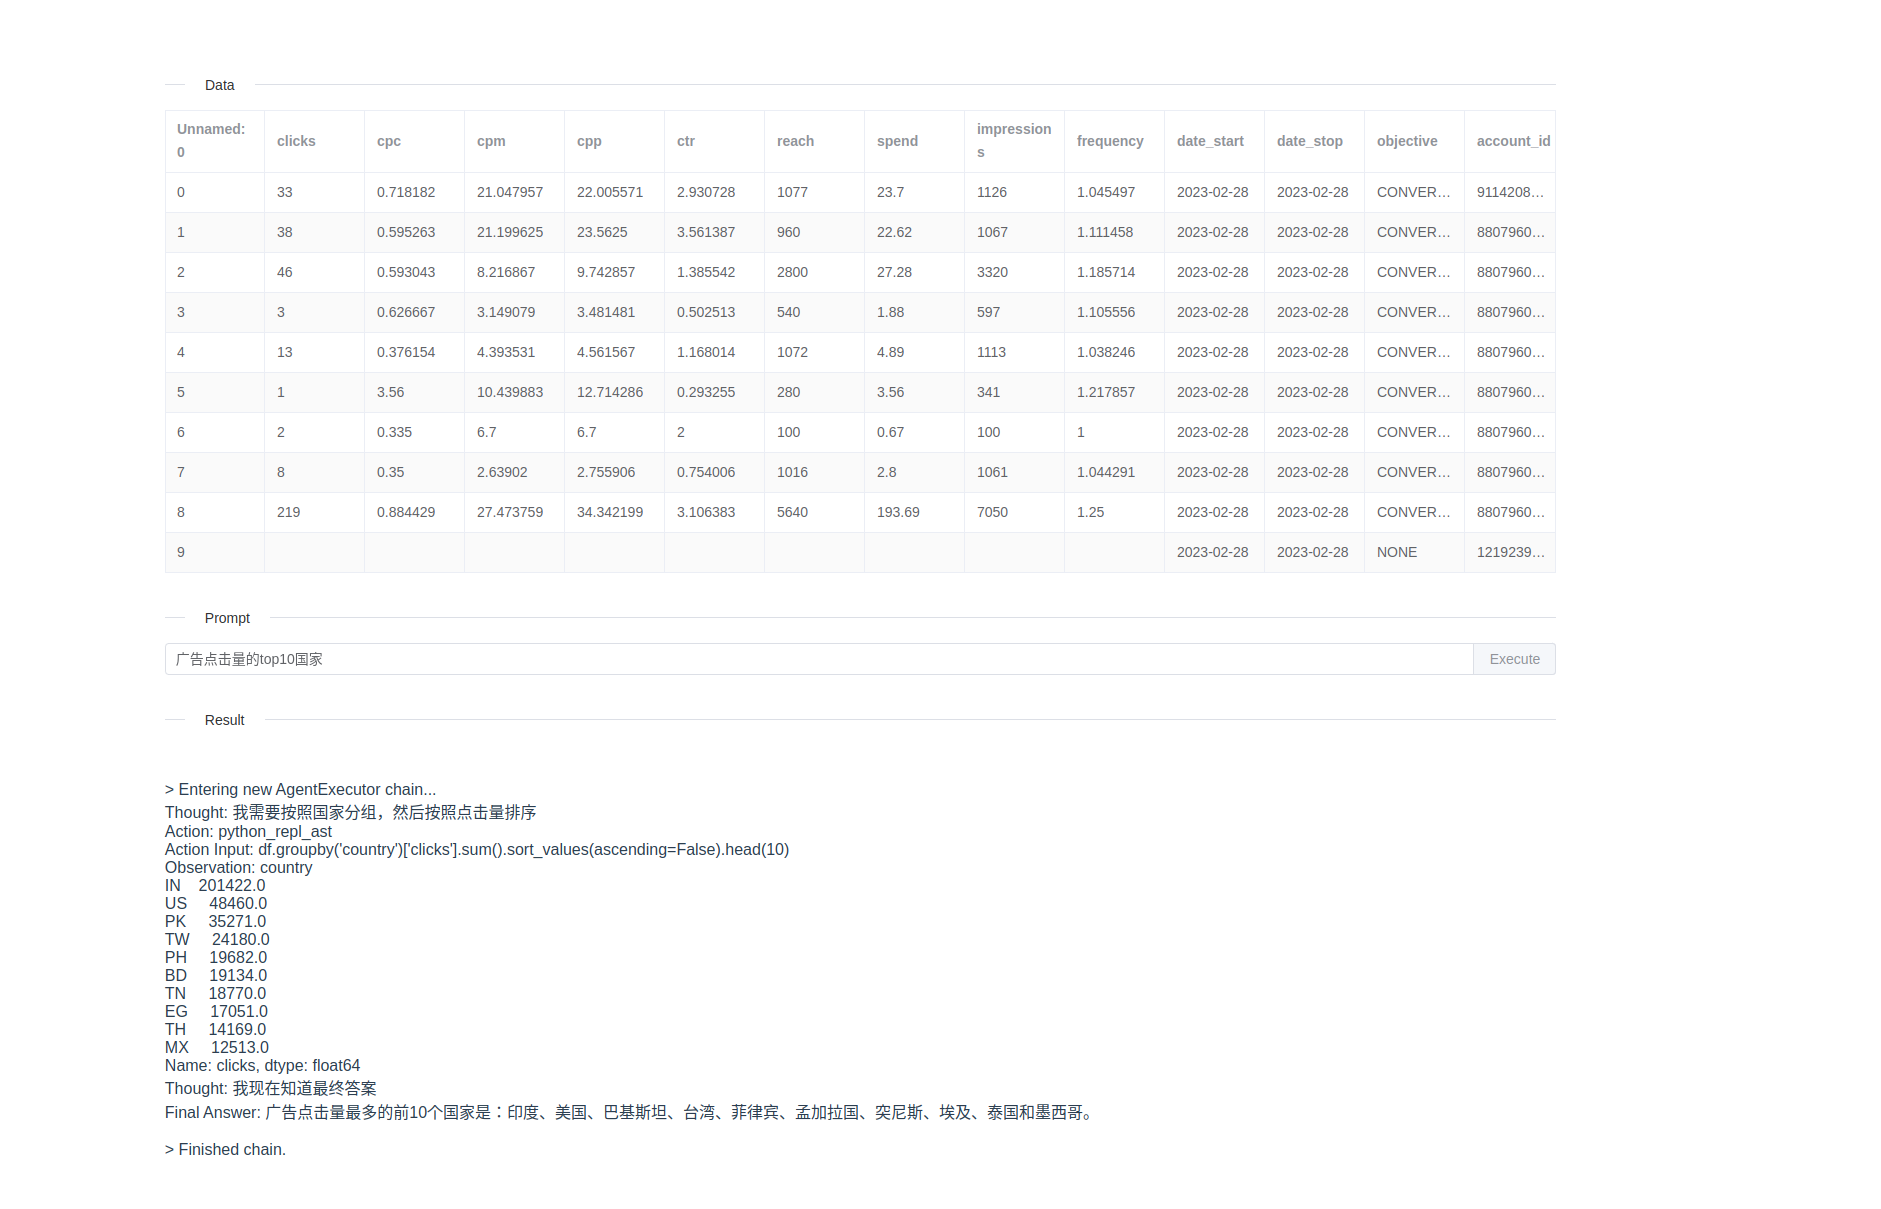 Data
Unnamed: 0 clicks cpc cpm cpp ctr reach spend impressions frequency date_start date_stop objective account_id
0 33 0.718182 21.047957 22.005571 2.930728 1077 23.7 1126 1.045497 2023-02-28 2023-02-28 CONVER… 9114208…
1 38 0.595263 21.199625 23.5625 3.561387 960 22.62 1067 1.111458 2023-02-28 2023-02-28 CONVER… 8807960…
2 46 0.593043 8.216867 9.742857 1.385542 2800 27.28 3320 1.185714 2023-02-28 2023-02-28 CONVER… 8807960…
3 3 0.626667 3.149079 3.481481 0.502513 540 1.88 597 1.105556 2023-02-28 2023-02-28 CONVER… 8807960…
4 13 0.376154 4.393531 4.561567 1.168014 1072 4.89 1113 1.038246 2023-02-28 2023-02-28 CONVER… 8807960…
5 1 3.56 10.439883 12.714286 0.293255 280 3.56 341 1.217857 2023-02-28 2023-02-28 CONVER… 8807960…
6 2 0.335 6.7 6.7 2 100 0.67 100 1 2023-02-28 2023-02-28 CONVER… 8807960…
7 8 0.35 2.63902 2.755906 0.754006 1016 2.8 1061 1.044291 2023-02-28 2023-02-28 CONVER… 8807960…
8 219 0.884429 27.473759 34.342199 3.106383 5640 193.69 7050 1.25 2023-02-28 2023-02-28 CONVER… 8807960…
9 2023-02-28 2023-02-28 NONE 1219239…
Prompt
广告点击量的top10国家 Execute
Result
> Entering new AgentExecutor chain...
Thought: 我需要按照国家分组，然后按照点击量排序
Action: python_repl_ast
Action Input: df.groupby('country')['clicks'].sum().sort_values(ascending=False).head(10)
Observation: country
IN 201422.0
US 48460.0
PK 35271.0
TW 24180.0
PH 19682.0
BD 19134.0
TN 18770.0
EG 17051.0
TH 14169.0
MX 12513.0
Name: clicks, dtype: float64
Thought: 我现在知道最终答案
Final Answer: 广告点击量最多的前10个国家是：印度、美国、巴基斯坦、台湾、菲律宾、孟加拉国、突尼斯、埃及、泰国和墨西哥。
> Finished chain.